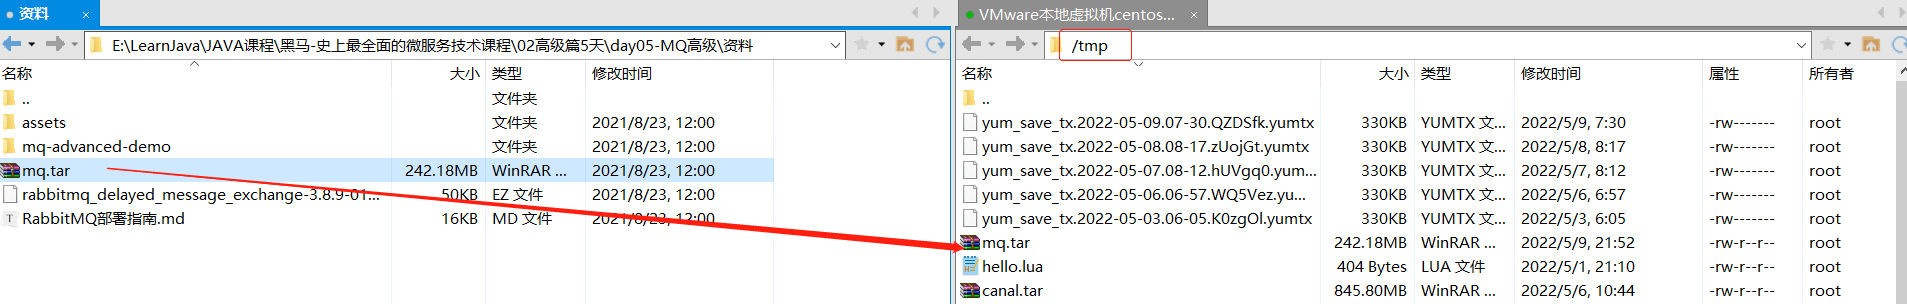 资料
E:\LearnJava\JAVA课程\黑马-史上最全面的微服务技术课程\02高级篇5天\day05-MQ高级\资料
名称 大小 类型 修改时间
.. 文件夹
assets 文件夹 2021/8/23, 12:00
mq-advanced-demo 文件夹 2021/8/23, 12:00
mq.tar 242.18MB WinRAR ... 2021/8/23, 12:00
rabbitmq_delayed_message_exchange-3.8.9-01... 50KB EZ 文件 2021/8/23, 12:00
RabbitMQ部署指南.md 16KB MD 文件 2021/8/23, 12:00
VMware本地虚拟机centos...
/tmp
名称 大小 类型 修改时间 属性 所有者
..
yum_save_tx.2022-05-09.07-30.QZDSfk.yumtx 330KB YUMTX 文... 2022/5/9, 7:30 -rw------- root
yum_save_tx.2022-05-08.08-17.zUojGt.yumtx 330KB YUMTX 文... 2022/5/8, 8:17 -rw------- root
yum_save_tx.2022-05-07.08-12.hUVgq0.yum... 330KB YUMTX 文... 2022/5/7, 8:12 -rw------- root
yum_save_tx.2022-05-06.06-57.WQ5Vez.yu... 330KB YUMTX 文... 2022/5/6, 6:57 -rw------- root
yum_save_tx.2022-05-03.06-05.K0zgOl.yumtx 330KB YUMTX 文... 2022/5/3, 6:05 -rw------- root
mq.tar 242.18MB WinRAR ... 2022/5/9, 21:52 -rw-r--r-- root
hello.lua 404 Bytes LUA 文件 2022/5/1, 21:10 -rw-r--r-- root
canal.tar 845.80MB WinRAR ... 2022/5/6, 10:44 -rw-r--r-- root